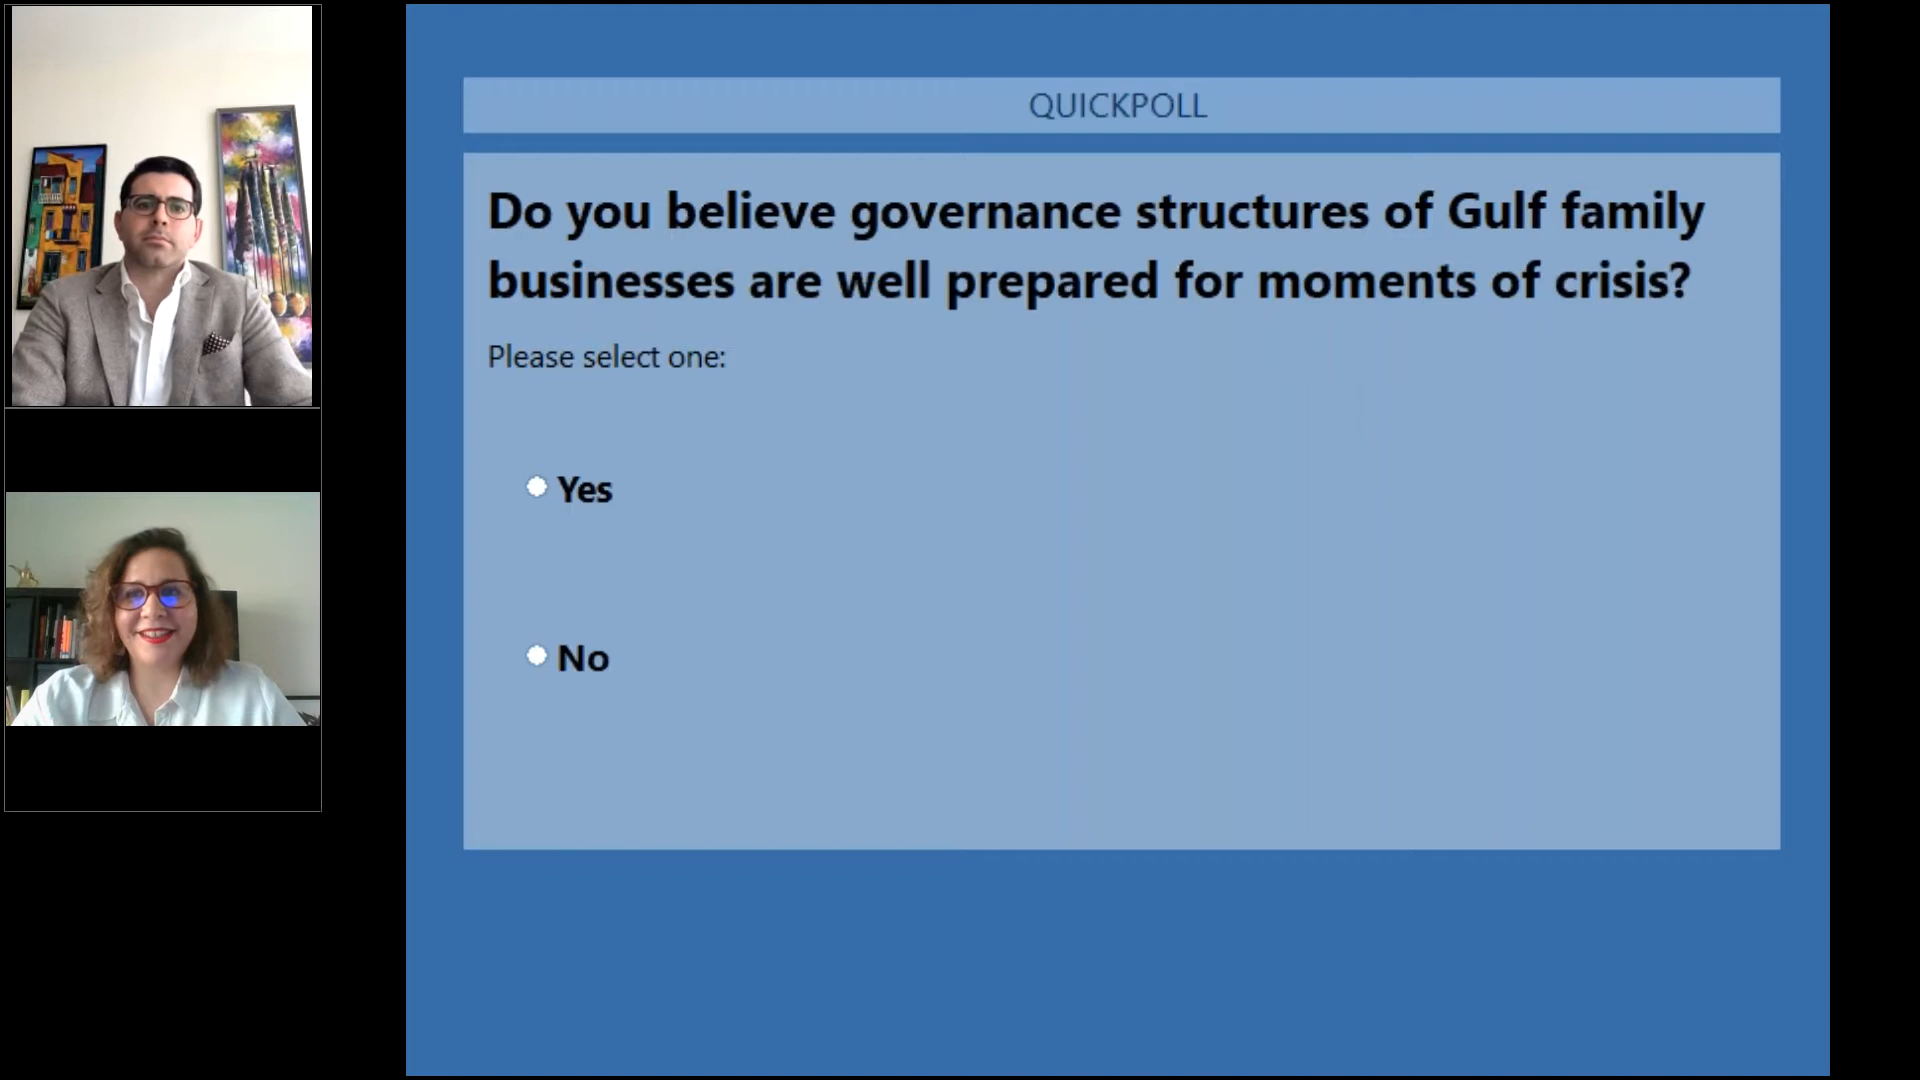 QUICKPOLL
Do you believe governance structures of Gulf family
businesses are well prepared for moments of crisis?
Please select one:
Yes
No